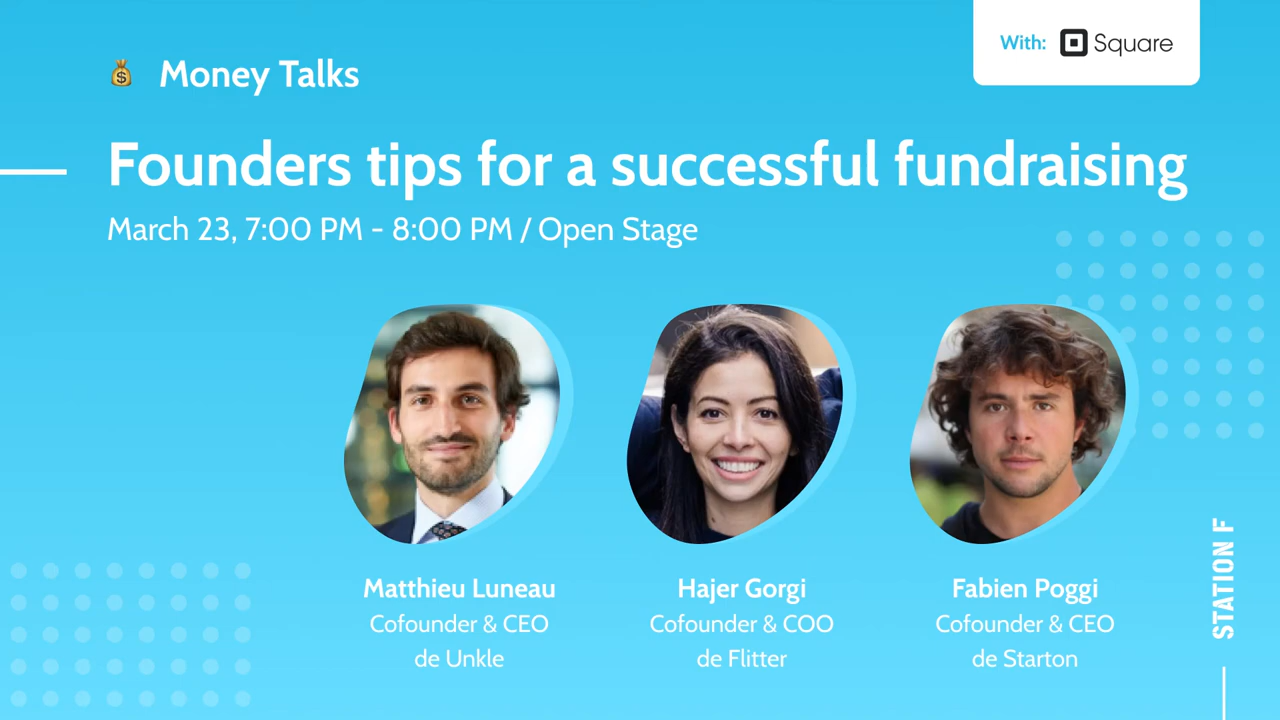 With: Square
Money Talks
Founders tips for a successful fundraising
March 23, 7:00 PM - 8:00 PM / Open Stage
Matthieu Luneau
Cofounder & CEO
de Unkle
Hajer Gorgi
Cofounder & COO
de Flitter
Fabien Poggi
Cofounder & CEO
de Starton
STATION F